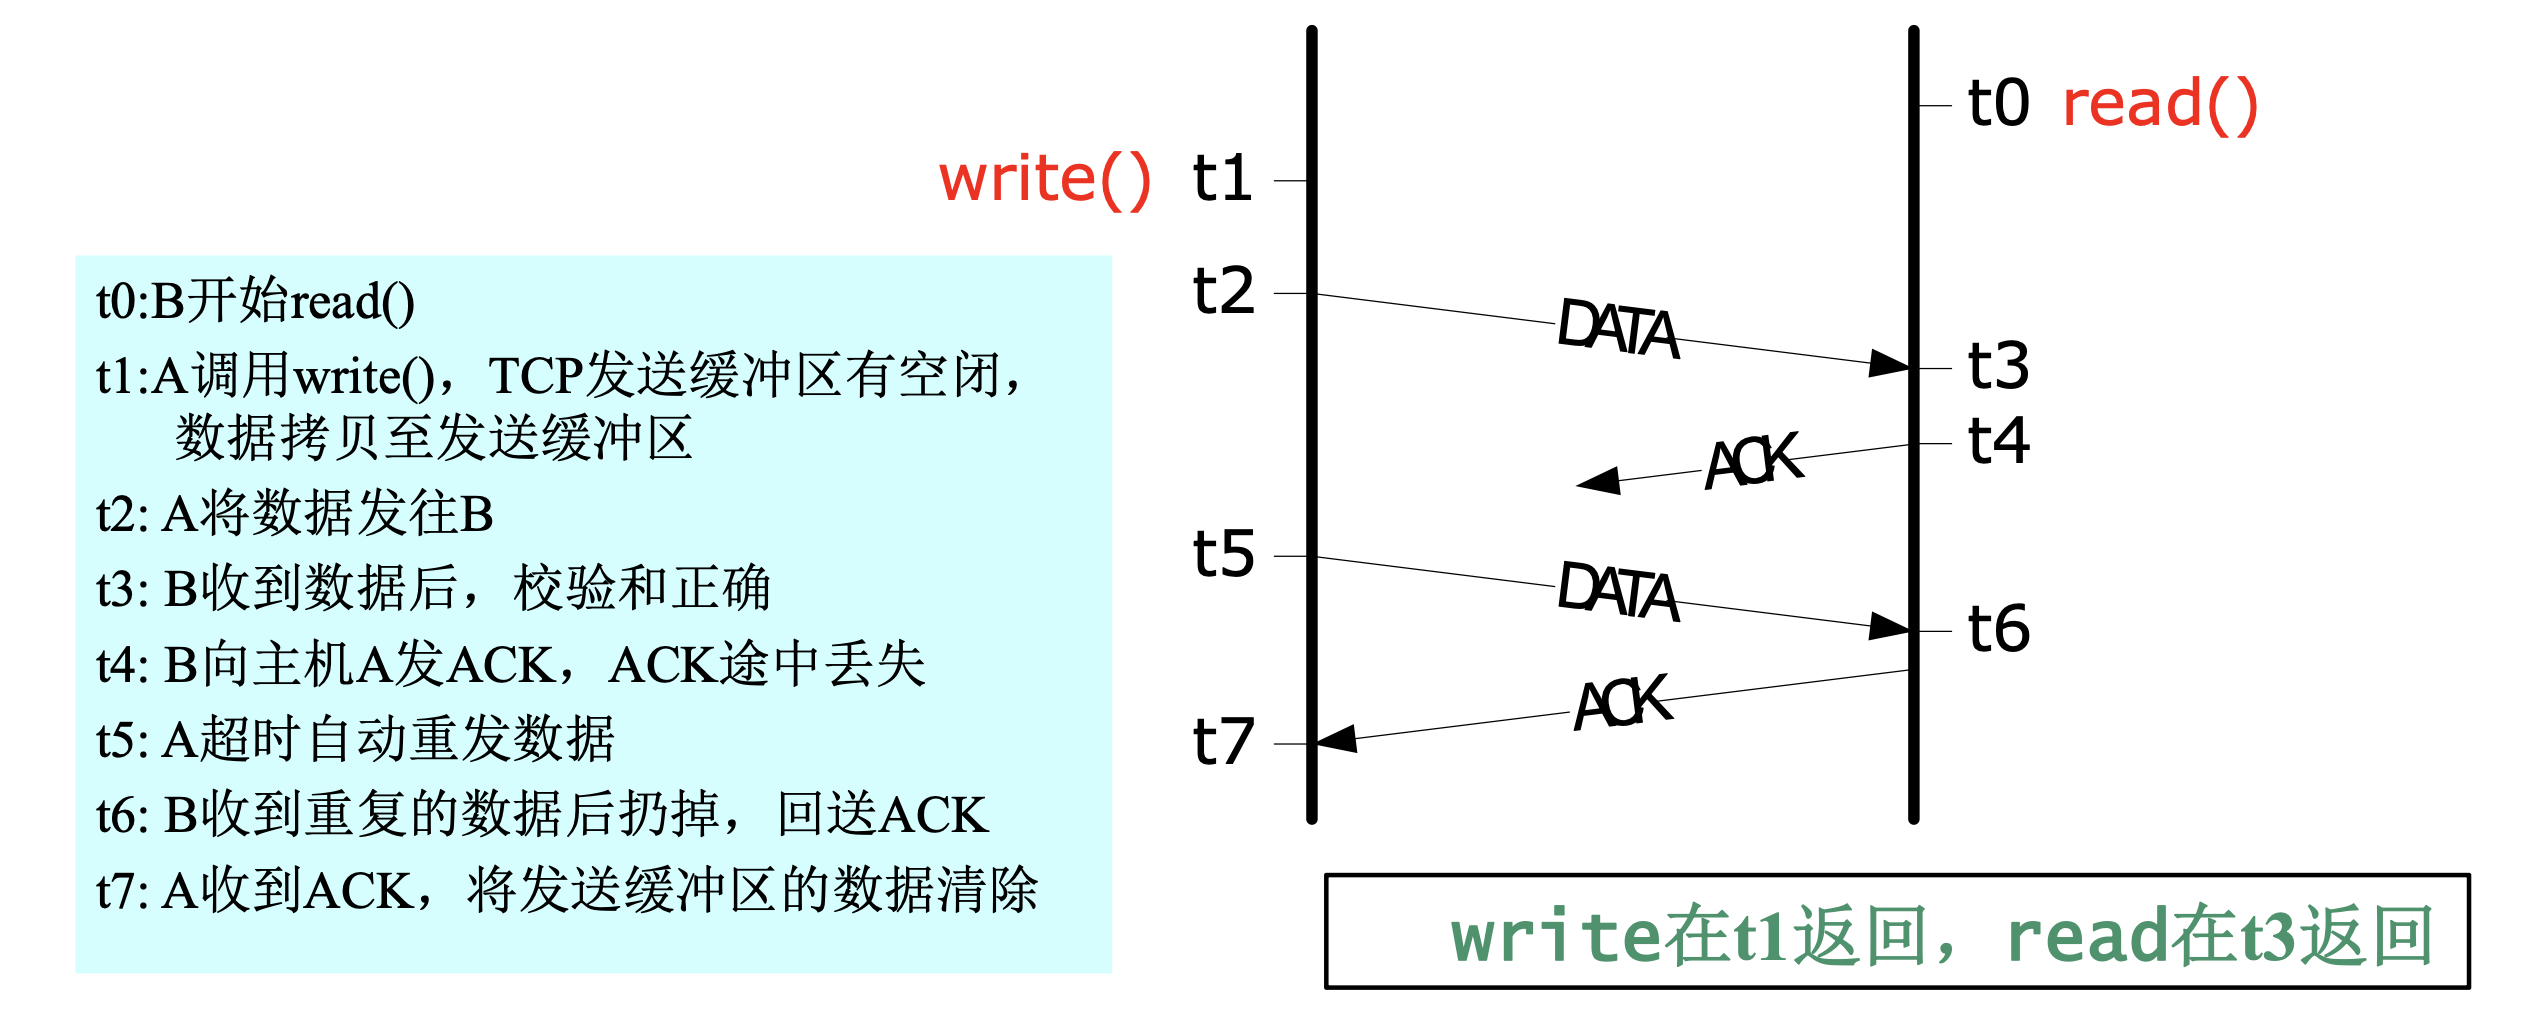 t0 read()
write() t1
t2
DATA
t3
ACK
t4
t5
DATA
t6
ACK
t7
t0:B开始read()
t1:A调用write()，TCP发送缓冲区有空闭，
数据拷贝至发送缓冲区
t2: A将数据发往B
t3: B收到数据后，校验和正确
t4: B向主机A发ACK，ACK途中丢失
t5: A超时自动重发数据
t6: B收到重复的数据后扔掉，回送ACK
t7: A收到ACK，将发送缓冲区的数据清除
write在t1返回，read在t3返回